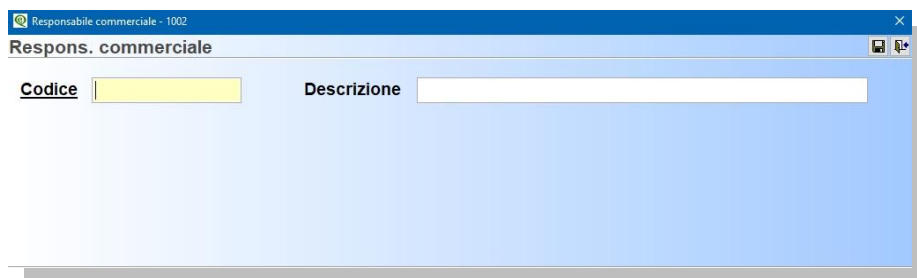 Responsabile commerciale - 1002
Respons. commerciale
Codice Descrizione